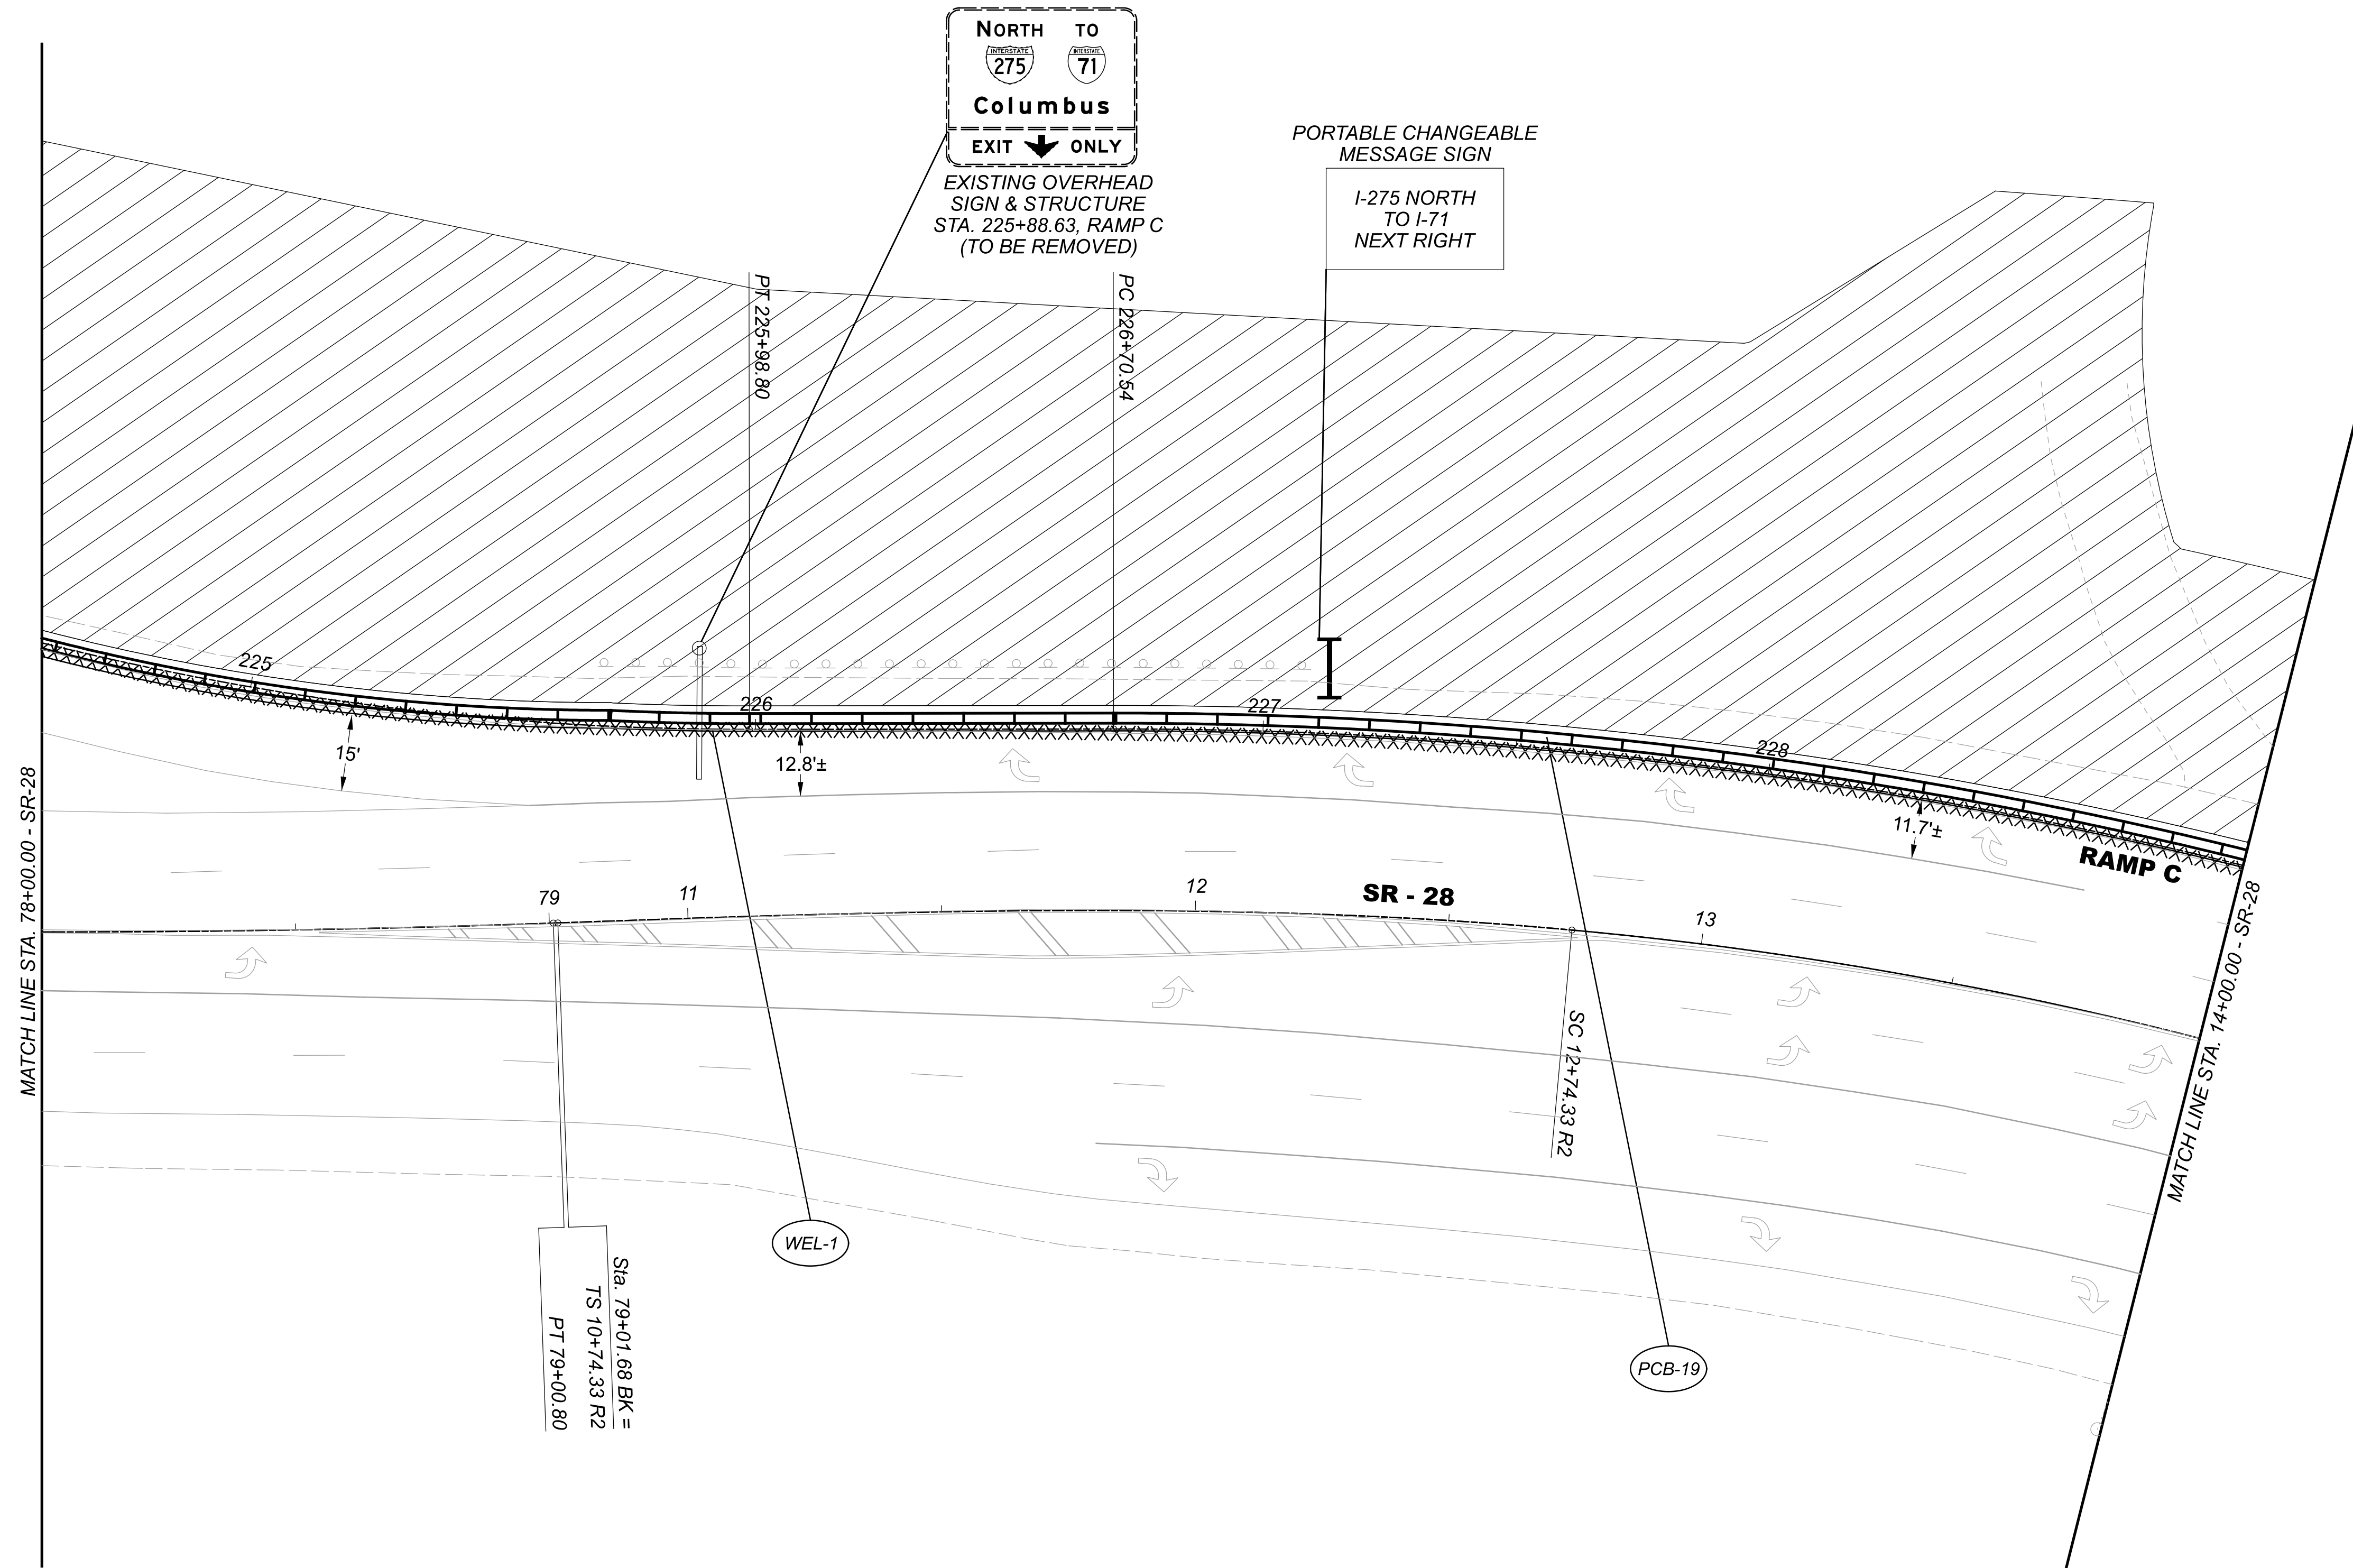 NORTH TO
INTERSTATE INTERSTATE
275 71
Columbus
EXIT ONLY
EXISTING OVERHEAD
SIGN & STRUCTURE
STA. 225+88.63, RAMP C
(TO BE REMOVED)
PORTABLE CHANGEABLE
MESSAGE SIGN
I-275 NORTH
TO I-71
NEXT RIGHT
PT 225+98.80
PC 226+70.54
225
226
227
228
15'
12.8'±
11.7'±
RAMP C
MATCH LINE STA. 78+00.00 - SR-28
79
11
12
SR - 28
13
MATCH LINE STA. 14+00.00 - SR-28
SC 12+74.33 R2
WEL-1
PCB-19
Sta. 79+01.68 BK =
TS 10+74.33 R2
PT 79+00.80